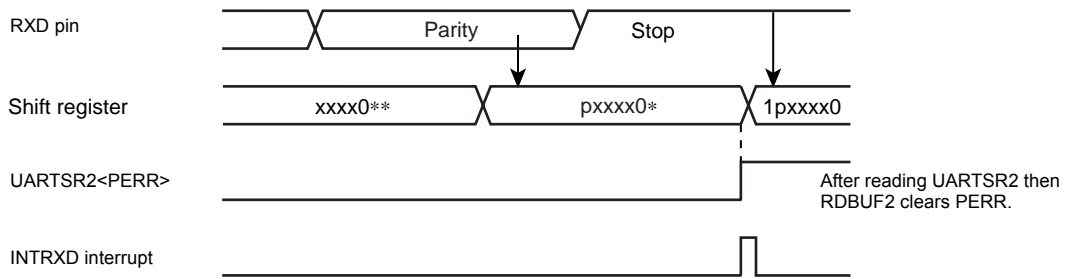 RXD pin
Parity
Stop
Shift register
xxxx0**
pxxxx0*
1pxxxx0
UARTSR2<PERR>
After reading UARTSR2 then
RDBUF2 clears PERR.
INTRXD interrupt